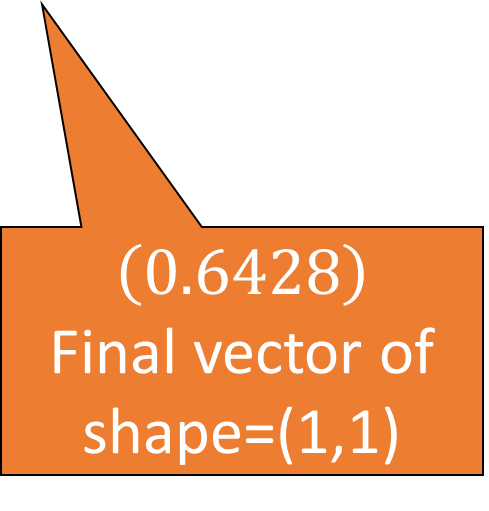 (0.6428)
Final vector of
shape=(1,1)